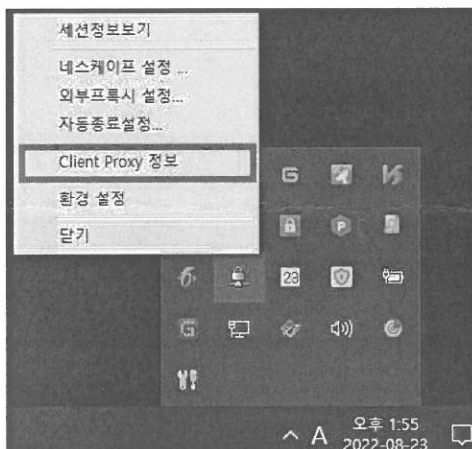 세션정보보기
네스케이프 설정 ...
외부프록시 설정...
자동종료설정...
Client Proxy 정보
환경 설정
닫기
23
A
오후 1:55
2022-08-23